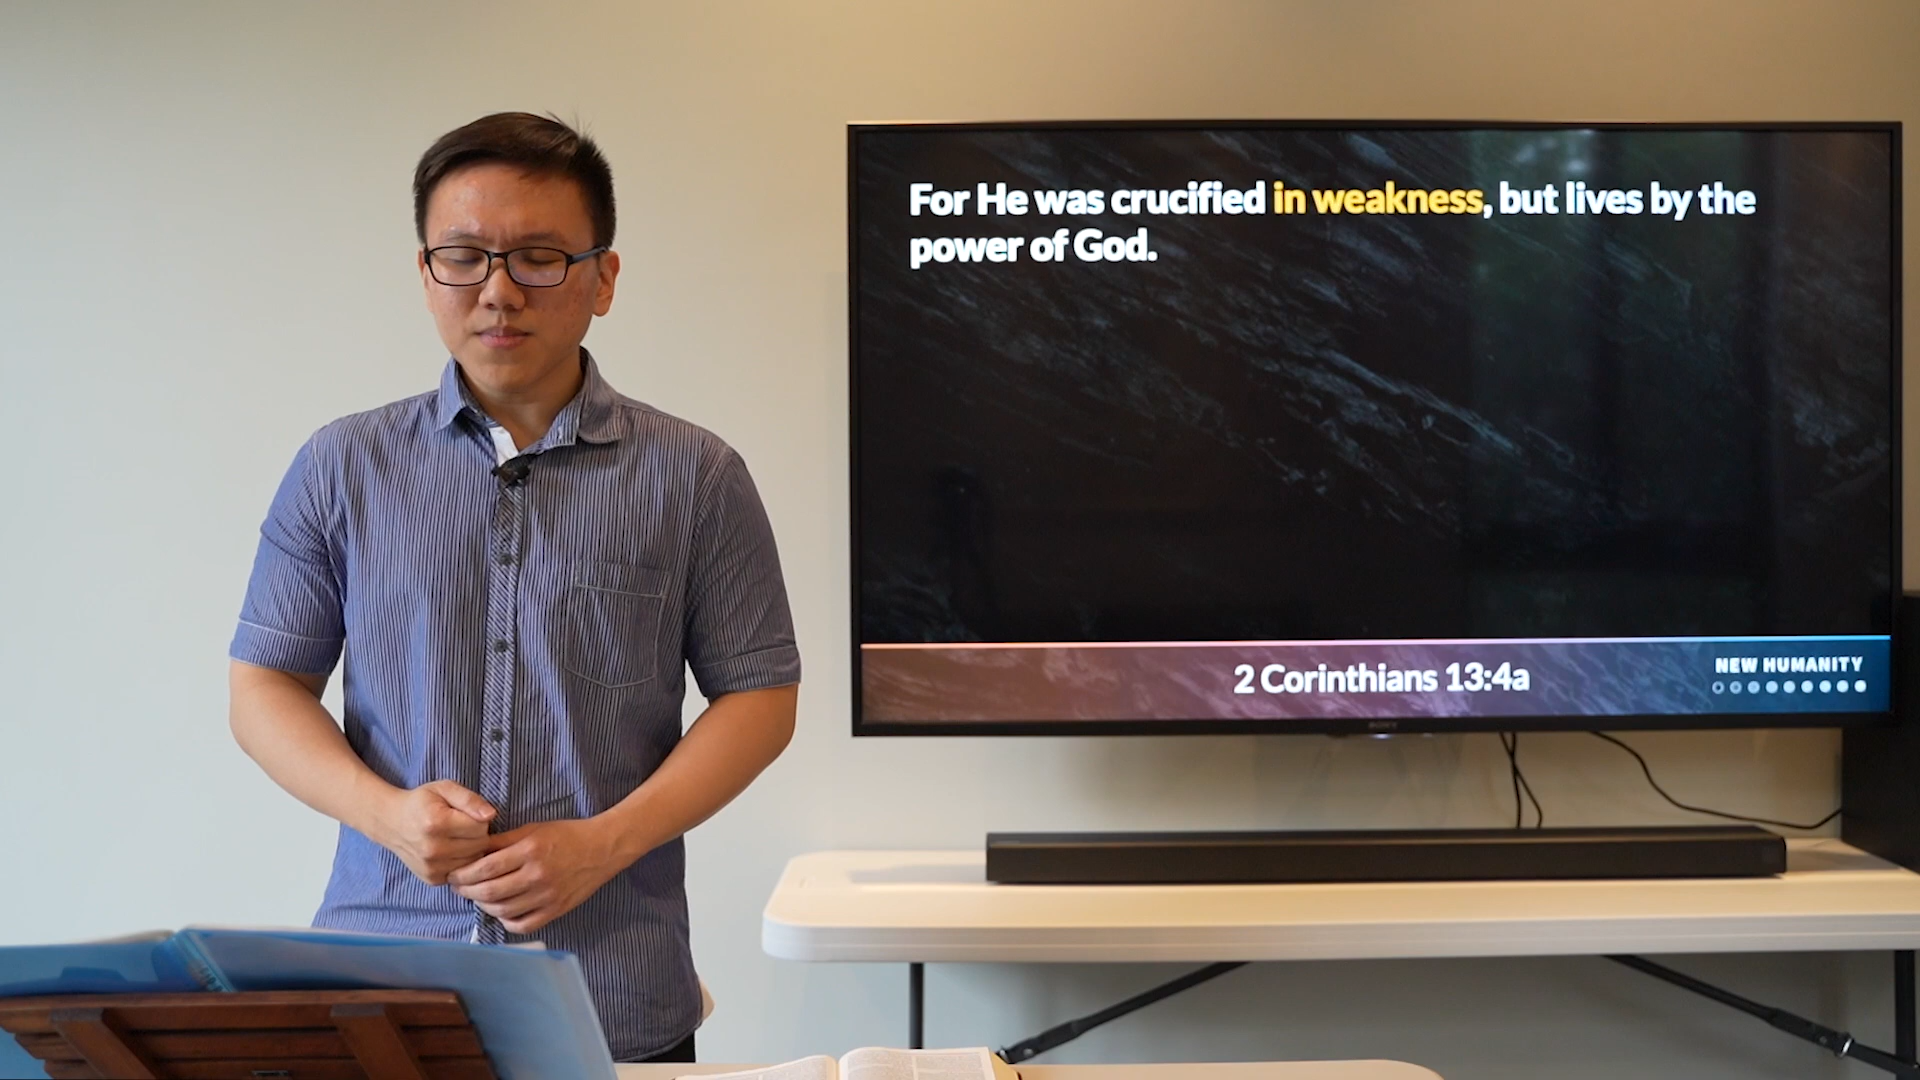 For He was crucified in weakness, but lives by the
power of God.
2 Corinthians 13:4a
NEW HUMANITY
SONY